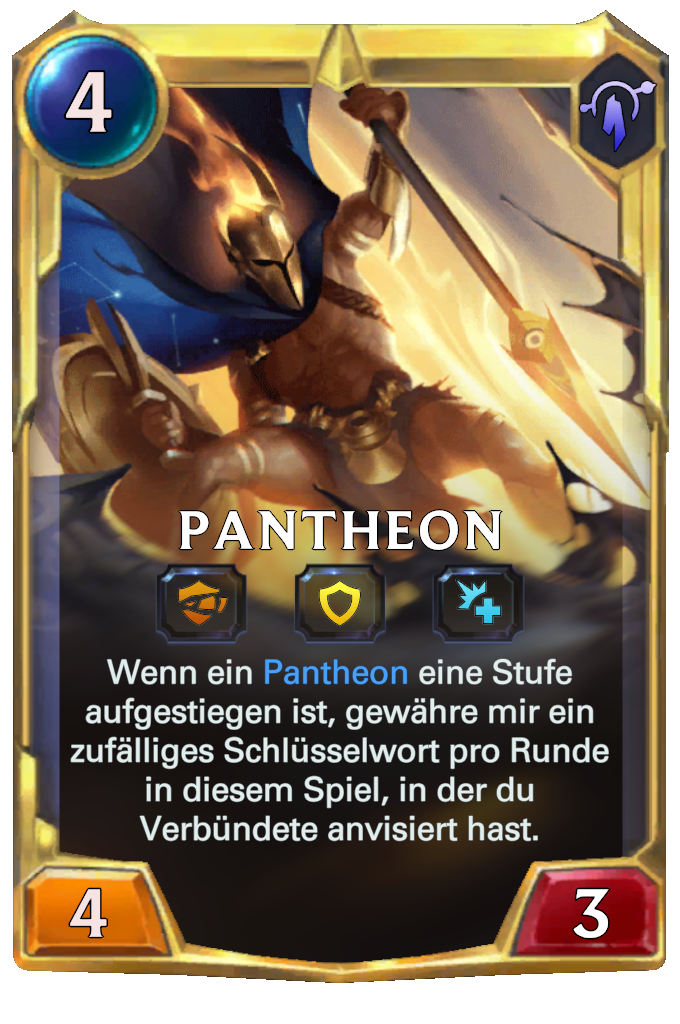 4
PANTHEON
Wenn ein Pantheon eine Stufe
aufgestiegen ist, gewähre mir ein
zufälliges Schlüsselwort pro Runde
in diesem Spiel, in der du
Verbündete anvisiert hast.
4
3